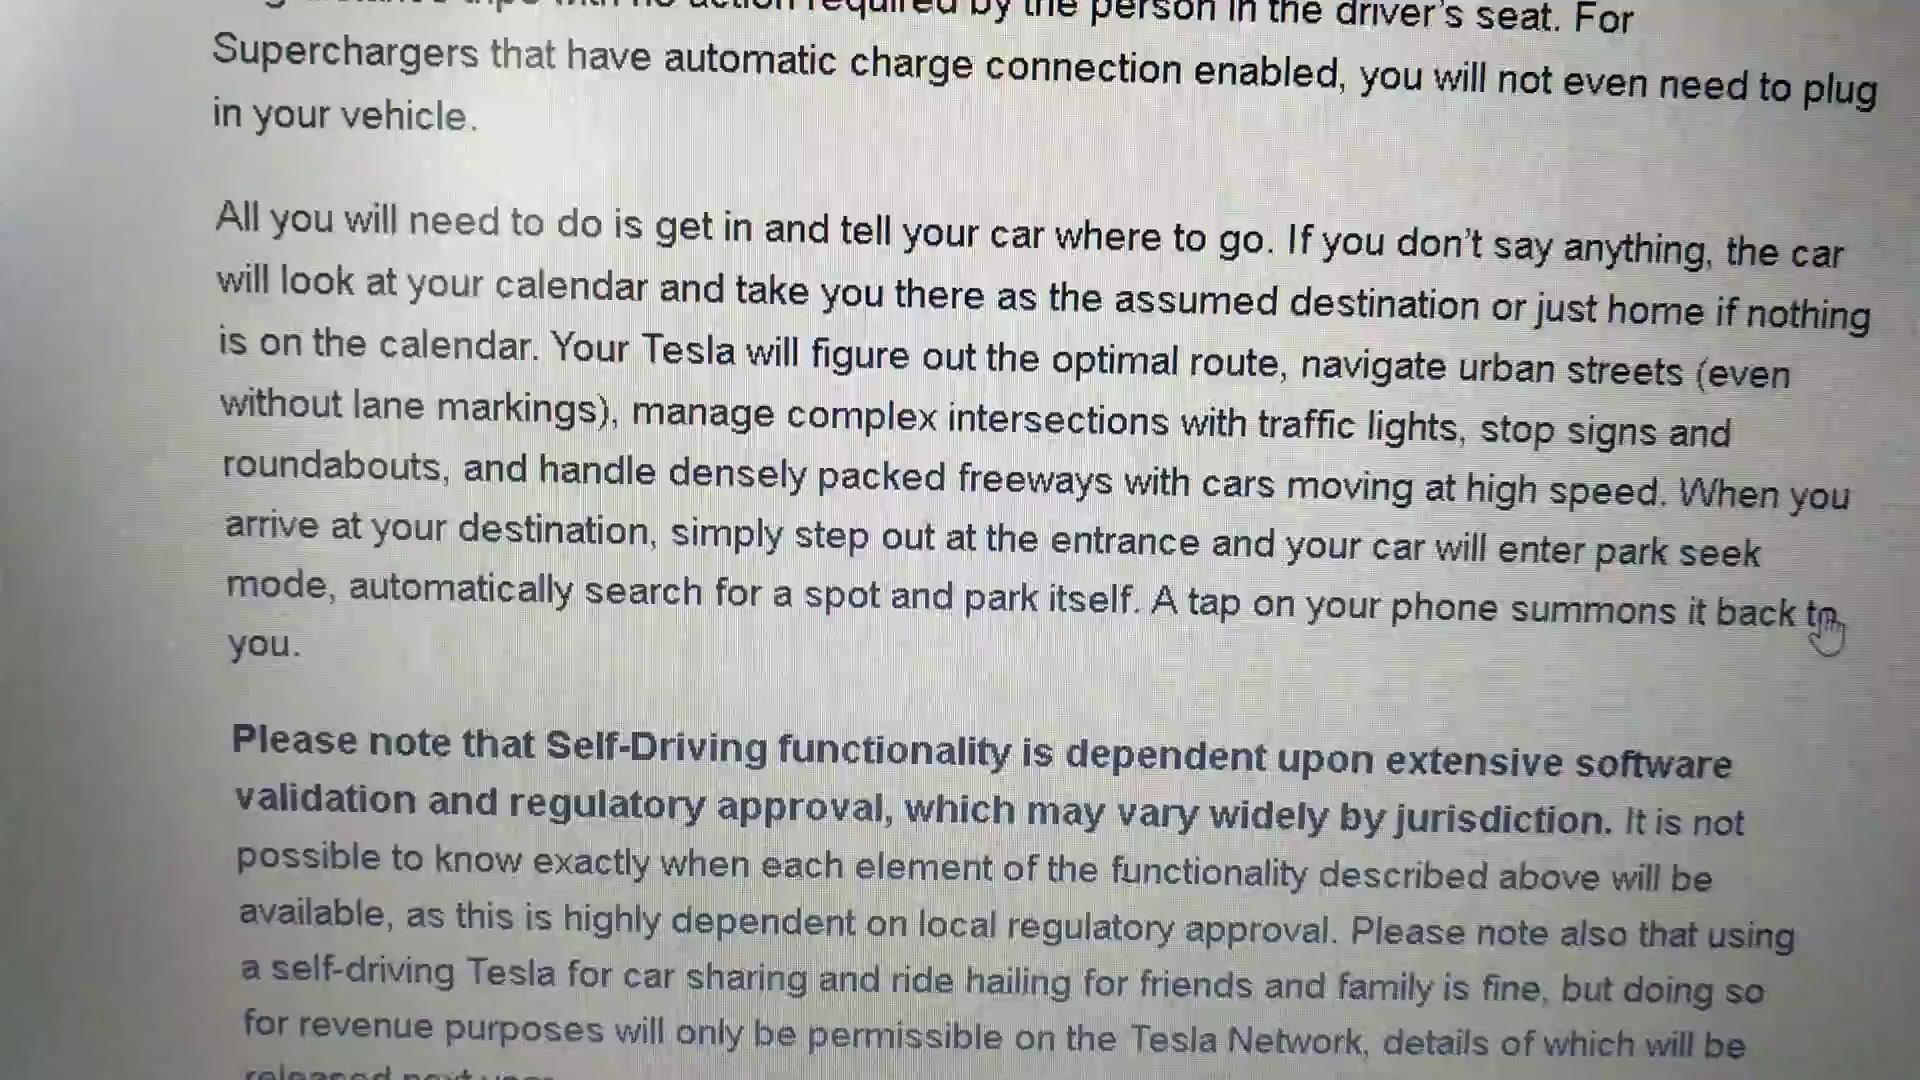 action required by the person in the driver's seat. For
Superchargers that have automatic charge connection enabled, you will not even need to plug
in your vehicle.
All you will need to do is get in and tell your car where to go. If you don't say anything, the car
will look at your calendar and take you there as the assumed destination or just home if nothing
is on the calendar. Your Tesla will figure out the optimal route, navigate urban streets (even
without lane markings), manage complex intersections with traffic lights, stop signs and
roundabouts, and handle densely packed freeways with cars moving at high speed. When you
arrive at your destination, simply step out at the entrance and your car will enter park seek
mode, automatically search for a spot and park itself. A tap on your phone summons it back to
you.
Please note that Self-Driving functionality is dependent upon extensive software
validation and regulatory approval, which may vary widely by jurisdiction. It is not
possible to know exactly when each element of the functionality described above will be
available, as this is highly dependent on local regulatory approval. Please note also that using
a self-driving Tesla for car sharing and ride hailing for friends and family is fine, but doing so
for revenue purposes will only be permissible on the Tesla Network, details of which will be